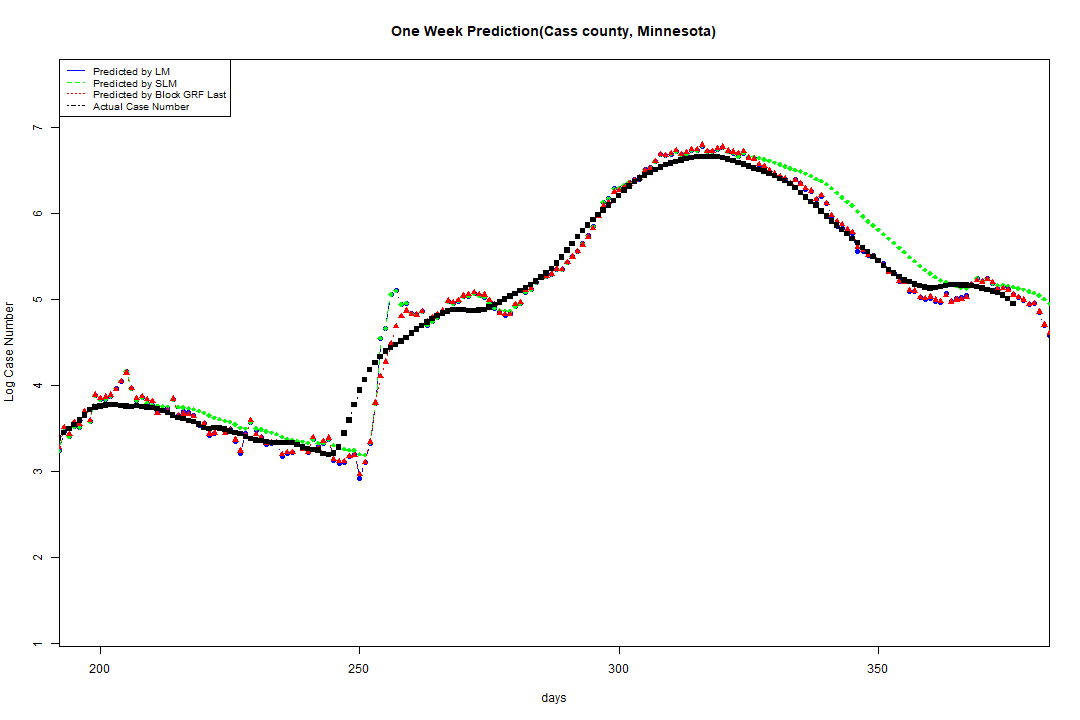 One Week Prediction(Cass county, Minnesota)
Predicted by LM
Predicted by SLM
Predicted by Block GRF Last
Actual Case Number
7
6
5
4
3
2
1
Log Case Number
200 250 300 350
days